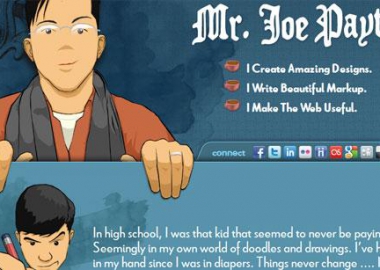 Mr. Joe Payt
I Create Amazing Designs.
I Write Beautiful Markup.
I Make The Web Useful.
connect
In high school, I was that kid that seemed to never be payin
Seemingly in my own world of doodles and drawings. I've h
in my hand since I was in diapers. Things never change .... I